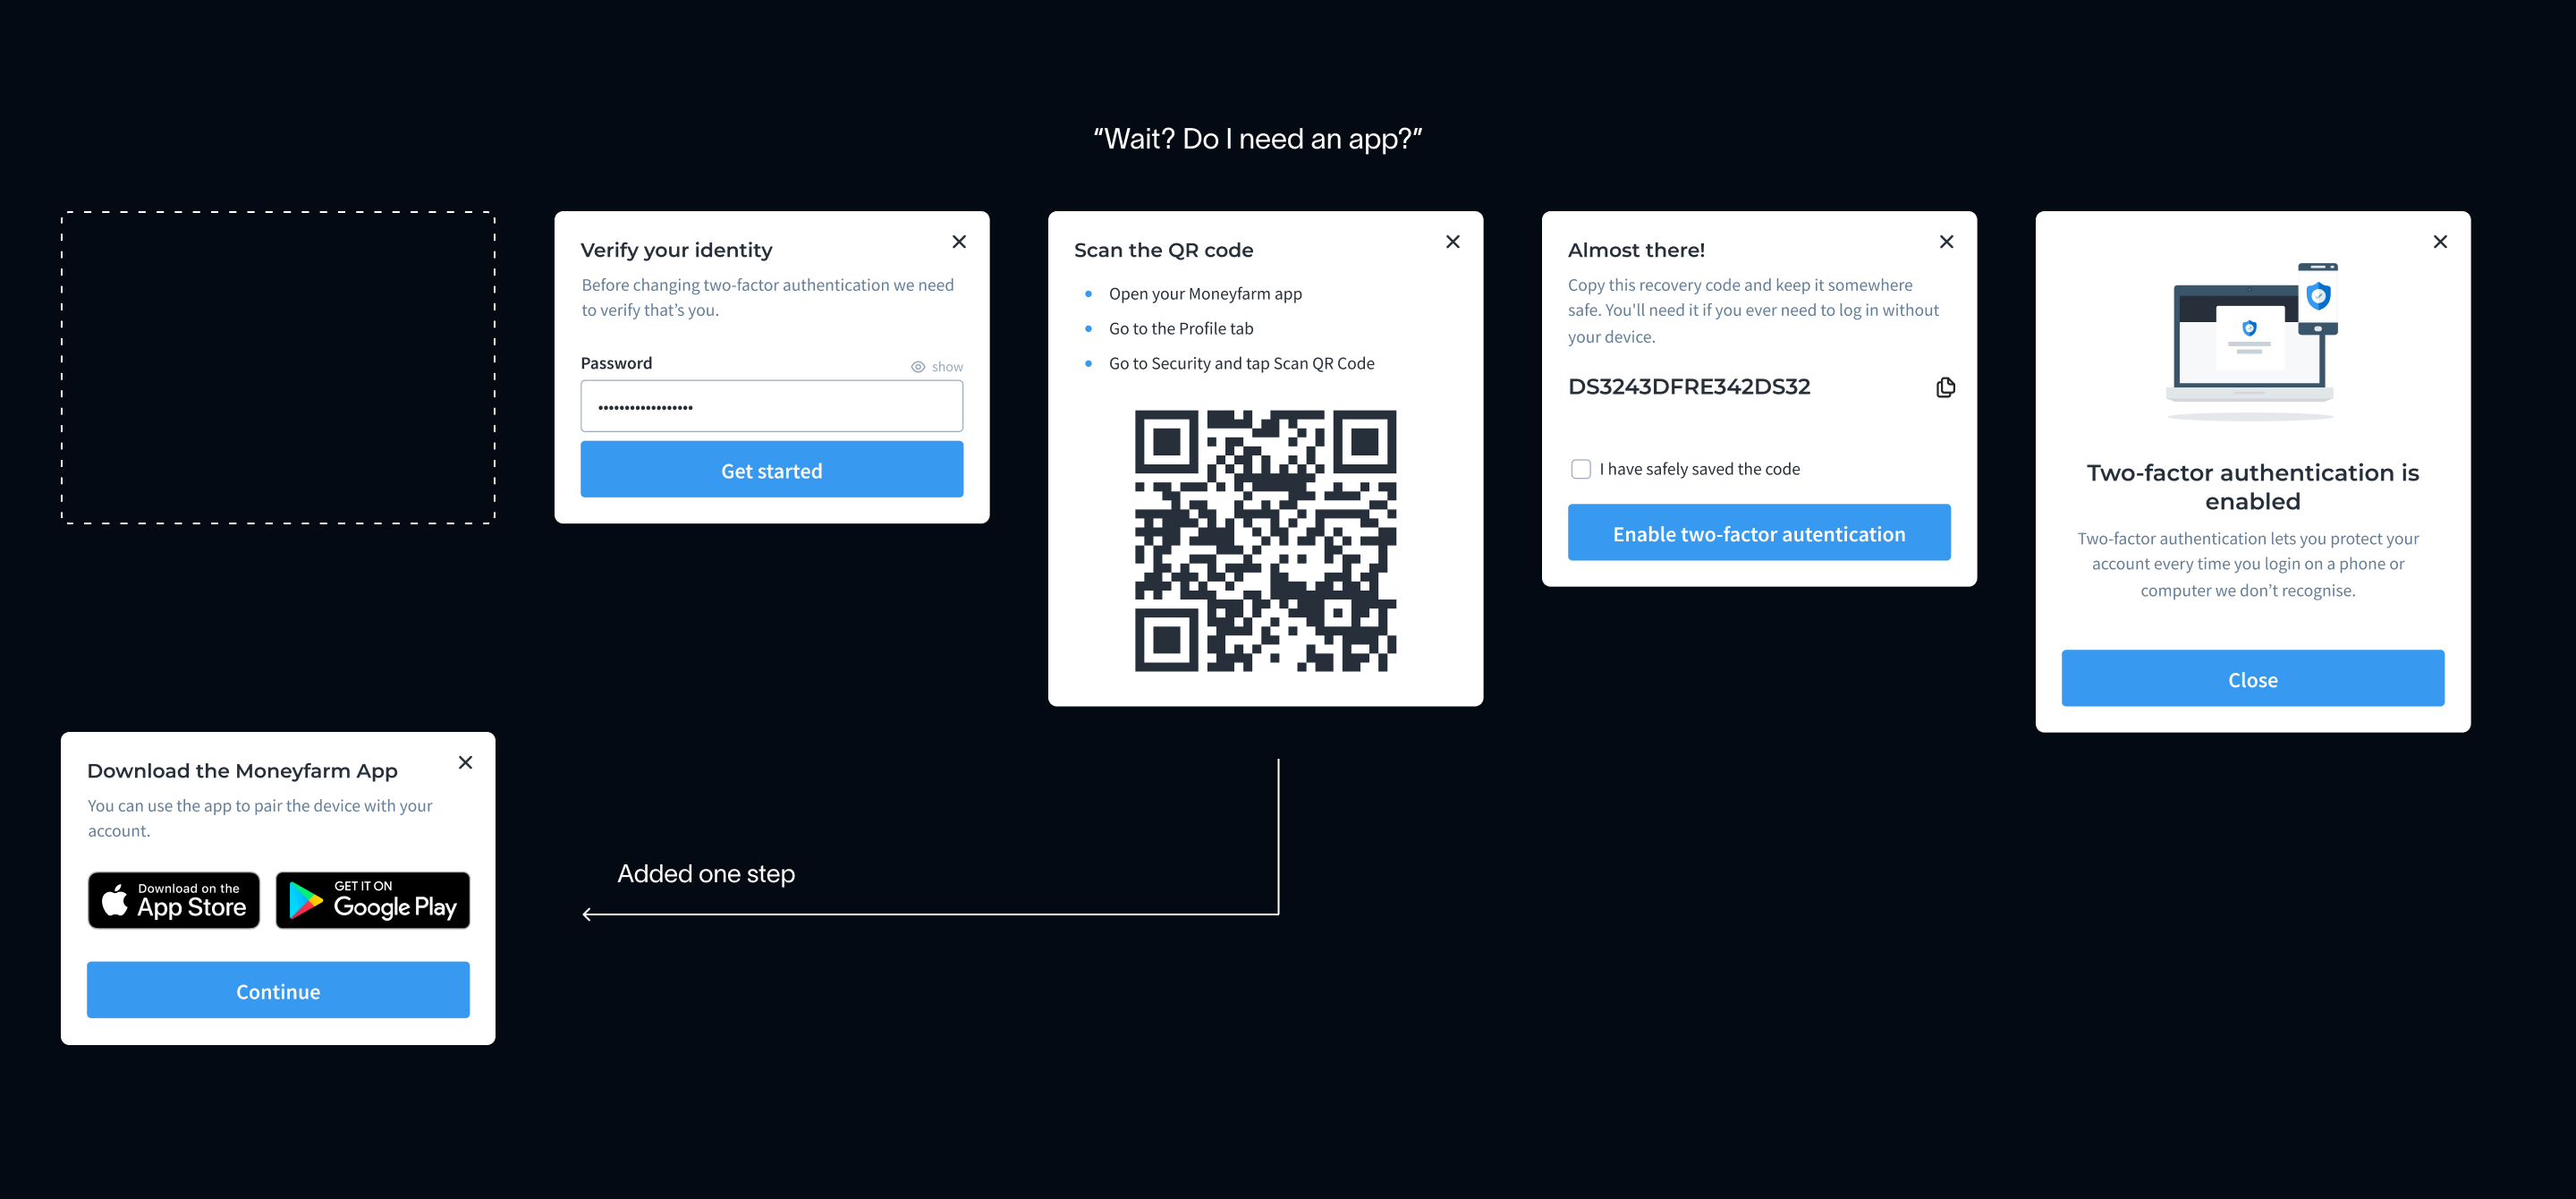 “Wait? Do I need an app?”
Verify your identity
Before changing two-factor authentication we need
to verify that’s you.
Password
show
••••••••••••••••••
Get started
Scan the QR code
Open your Moneyfarm app
Go to the Profile tab
Go to Security and tap Scan QR Code
Almost there!
Copy this recovery code and keep it somewhere
safe. You'll need it if you ever need to log in without
your device.
DS3243DFRE342DS32
I have safely saved the code
Enable two-factor autentication
Two-factor authentication is
enabled
Two-factor authentication lets you protect your
account every time you login on a phone or
computer we don’t recognise.
Close
Download the Moneyfarm App
You can use the app to pair the device with your
account.
Download on the
App Store
GET IT ON
Google Play
Continue
Added one step